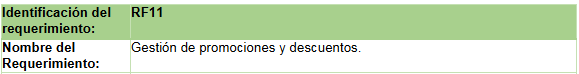 Identificación del RF11
requerimiento:
Nombre del Gestión de promociones y descuentos.
Requerimiento: